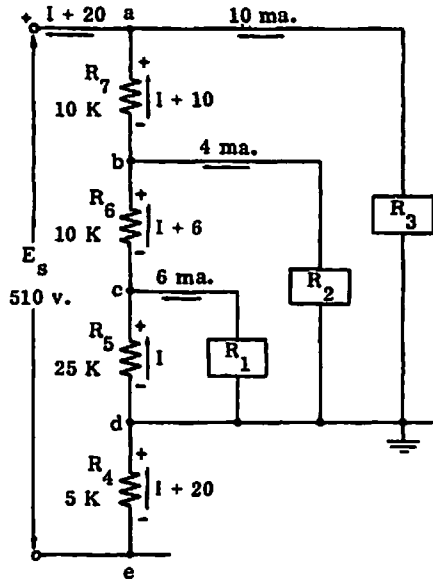 + I + 20 a 10 ma.
R7 + I + 10
10 K -
b 4 ma.
R6 + I + 6
10 K -
R3
Es
510 v.
c 6 ma.
R2
R5 + I
25 K -
R1
d
R4 + I + 20
5 K -
e